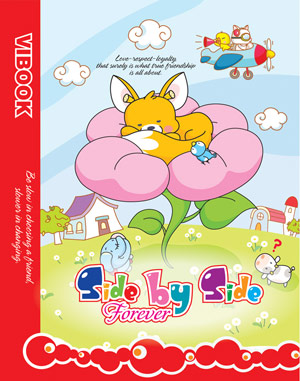 VIBOOK
Be slow in choosing a friend,
slower in changing.
Love-respect-loyalty,
that surely is what true friendship
is all about.
?
Side by Side
Forever